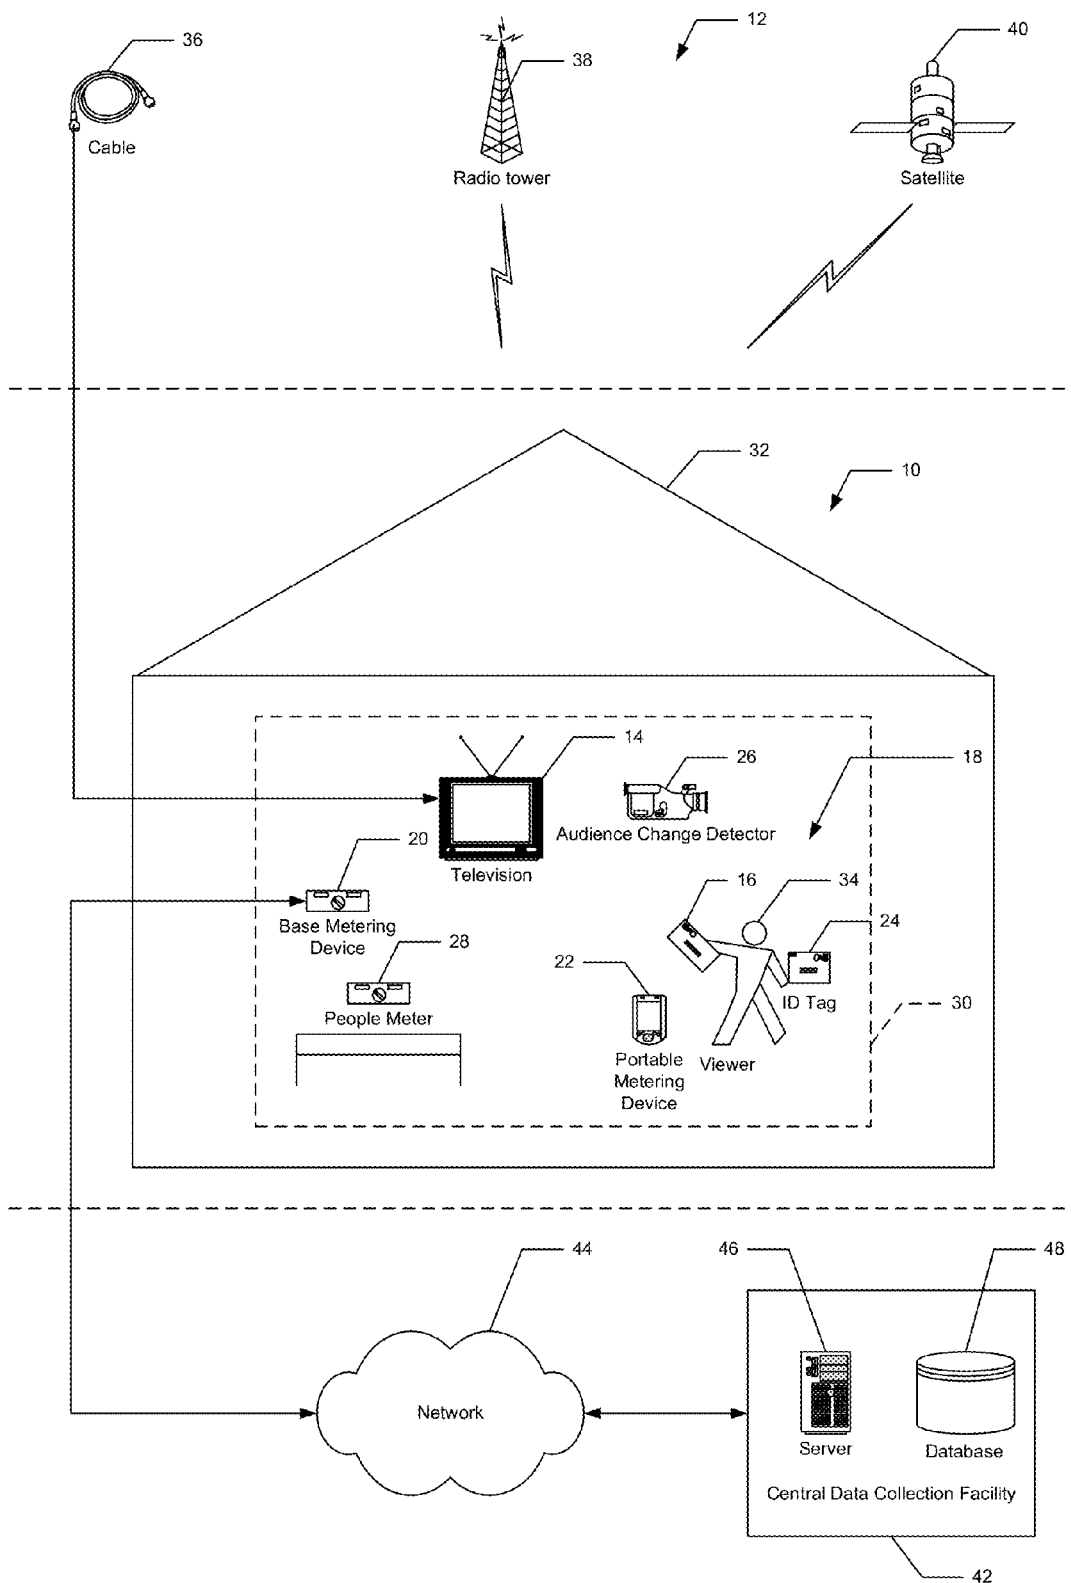 36
12
40
38
Cable
Radio tower
Satellite
32
10
14
26
18
Audience Change Detector
20
Television
16
34
Base Metering
Device
24
28
22
ID Tag
30
People Meter
Portable
Metering
Device
Viewer
44
46
48
Network
Server
Database
Central Data Collection Facility
42